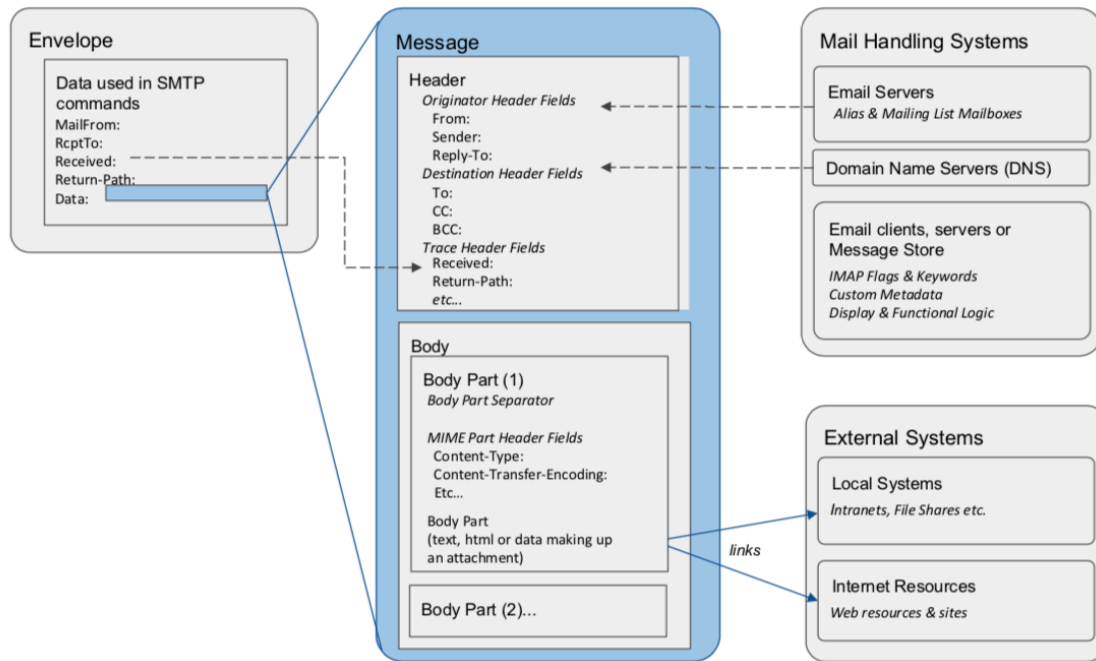 Envelope
Data used in SMTP
commands
MailFrom:
RcptTo:
Received:
Return-Path:
Data:
Message
Header
Originator Header Fields
From:
Sender:
Reply-To:
Destination Header Fields
To:
CC:
BCC:
Trace Header Fields
Received:
Return-Path:
etc...
Body
Body Part (1)
Body Part Separator
MIME Part Header Fields
Content-Type:
Content-Transfer-Encoding:
Etc...
Body Part
(text, html or data making up
an attachment)
Body Part (2)...
links
Mail Handling Systems
Email Servers
Alias & Mailing List Mailboxes
Domain Name Servers (DNS)
Email clients, servers or
Message Store
IMAP Flags & Keywords
Custom Metadata
Display & Functional Logic
External Systems
Local Systems
Intranets, File Shares etc.
Internet Resources
Web resources & sites